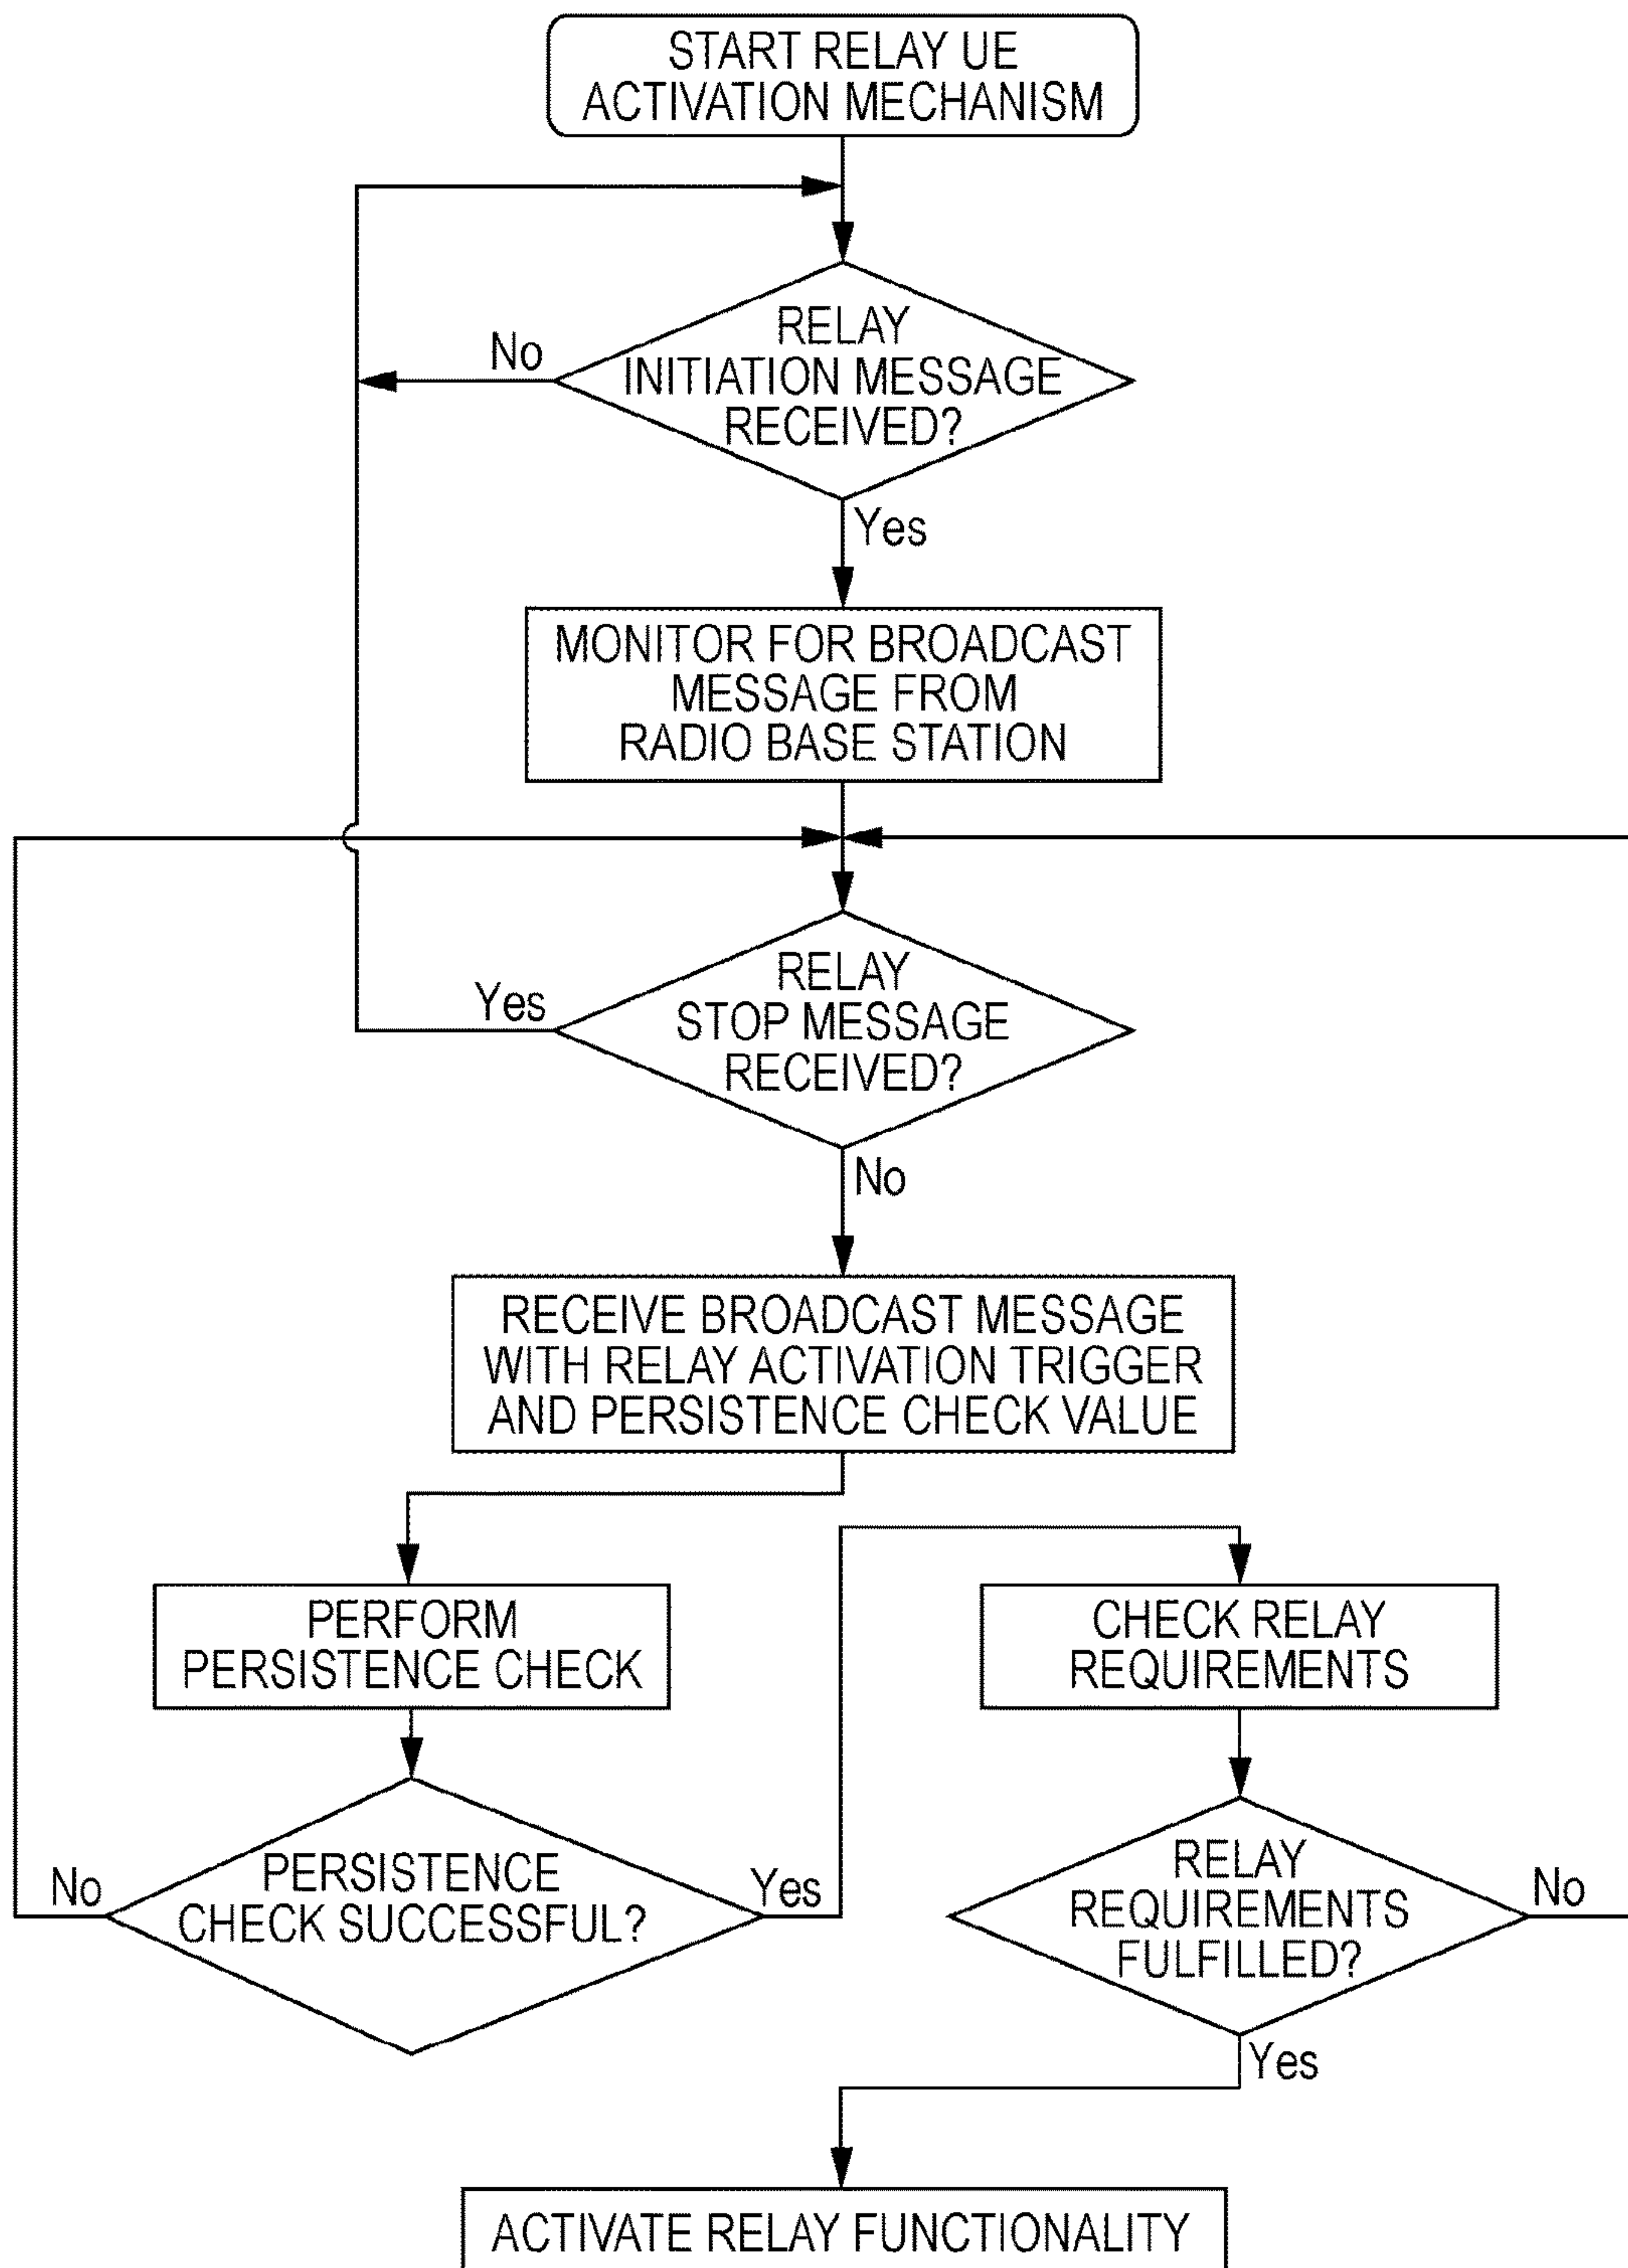 START RELAY UE
ACTIVATION MECHANISM
RELAY
INITIATION MESSAGE
RECEIVED?
No
Yes
MONITOR FOR BROADCAST
MESSAGE FROM
RADIO BASE STATION
RELAY
STOP MESSAGE
RECEIVED?
Yes
No
RECEIVE BROADCAST MESSAGE
WITH RELAY ACTIVATION TRIGGER
AND PERSISTENCE CHECK VALUE
PERFORM
PERSISTENCE CHECK
CHECK RELAY
REQUIREMENTS
No
PERSISTENCE
CHECK SUCCESSFUL?
Yes
RELAY
REQUIREMENTS
FULFILLED?
No
Yes
ACTIVATE RELAY FUNCTIONALITY